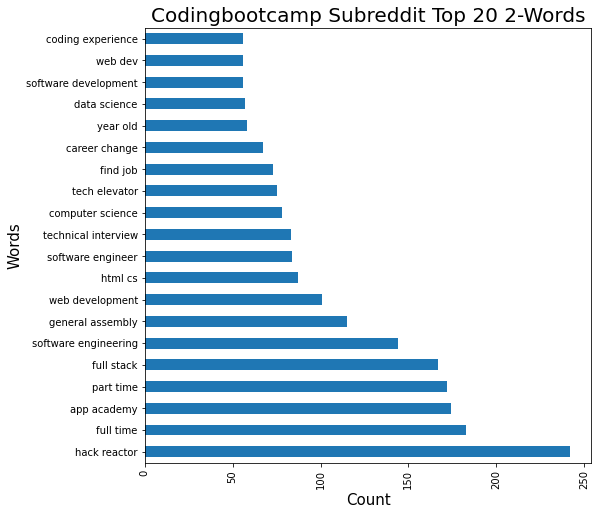 Codingbootcamp Subreddit Top 20 2-Words
coding experience
web dev
software development
data science
year old
career change
find job
tech elevator
computer science
technical interview
software engineer
html cs
web development
general assembly
software engineering
full stack
part time
app academy
full time
hack reactor
Words
0
50
100
150
200
250
Count